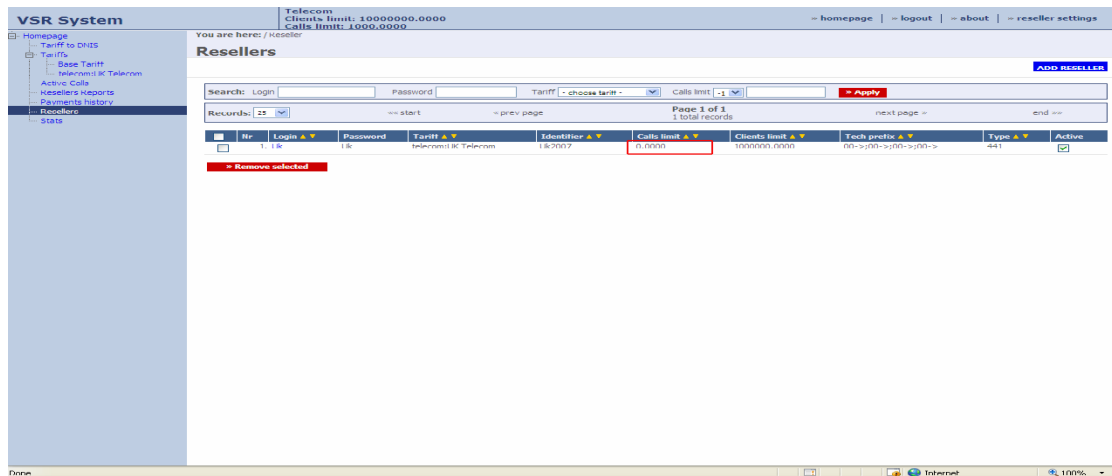 VSR System
Telecom
Clients limit: 10000000.0000
Calls limit: 1000.0000
» homepage | » logout | » about | » reseller settings
Homepage
Tariff to DNIS
Tariffs
Base Tariff
telecom:UK Telecom
Active Calls
Resellers Reports
Payments history
Resellers
Stats
You are here: / Reseller
Resellers
ADD RESELLER
Search: Login Password Tariff - choose tariff - Calls limit -1 » Apply
Records: 25 << start < prev page Page 1 of 1 next page > end >>
1 total records
Nr Login Password Tariff Identifier Calls limit Clients limit Tech prefix Type Active
1. Uk Uk telecom:UK Telecom Uk2007 0.0000 1000000.0000 00->;00->;00->;00-> 441
» Remove selected
Done Internet 100%